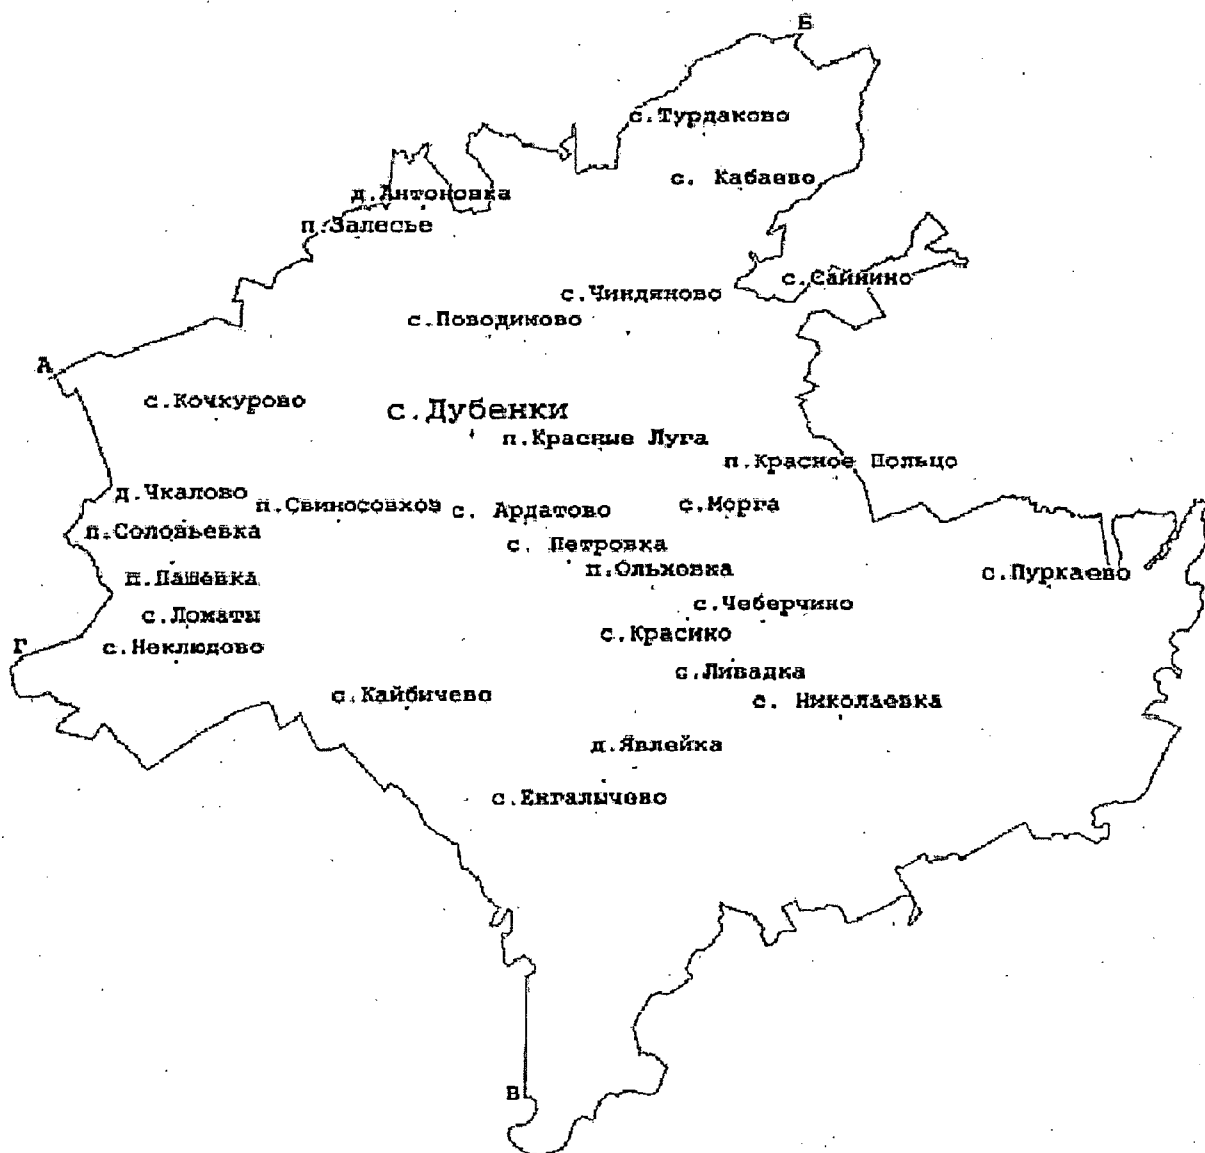 Б
с.Турдаково
с. Кабаево
д.Антоновка
п.Залесье
с.Сайнино
с.Чиндяново
с.Поводимово
А
с.Кочкурово
с.Дубенки
п.Красные Луга
п.Красное Польцо
д.Чкалово
п.Свиносовхоз
с. Ардатово
с.Морга
п.Соловьевка
с. Петровка
п.Ольховка
с.Пуркаево
п.Пашевка
с.Чеберчино
с.Ломаты
с.Красико
Г
с.Неклюдово
с.Ливадка
с.Кайбичево
с. Николаевка
д.Явлейка
с.Енгалычево
В